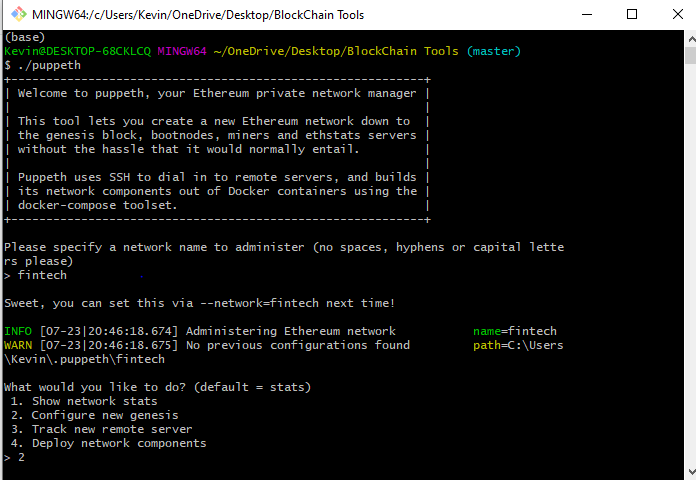 MINGW64:/c/Users/Kevin/OneDrive/Desktop/BlockChain Tools
(base)
Kevin@DESKTOP-68CKLCQ MINGW64 ~/OneDrive/Desktop/BlockChain Tools (master)
$ ./puppeth
+-----------------------------------------------------------+
| Welcome to puppeth, your Ethereum private network manager |
|                                                           |
| This tool lets you create a new Ethereum network down to  |
| the genesis block, bootnodes, miners and ethstats servers |
| without the hassle that it would normally entail.         |
|                                                           |
| Puppeth uses SSH to dial in to remote servers, and builds |
| its network components out of Docker containers using the |
| docker-compose toolset.                                   |
+-----------------------------------------------------------+
Please specify a network name to administer (no spaces, hyphens or capital lette
rs please)
> fintech
Sweet, you can set this via --network=fintech next time!
INFO [07-23|20:46:18.674] Administering Ethereum network           name=fintech
WARN [07-23|20:46:18.675] No previous configurations found         path=C:\Users
\Kevin\.puppeth\fintech
What would you like to do? (default = stats)
 1. Show network stats
 2. Configure new genesis
 3. Track new remote server
 4. Deploy network components
> 2